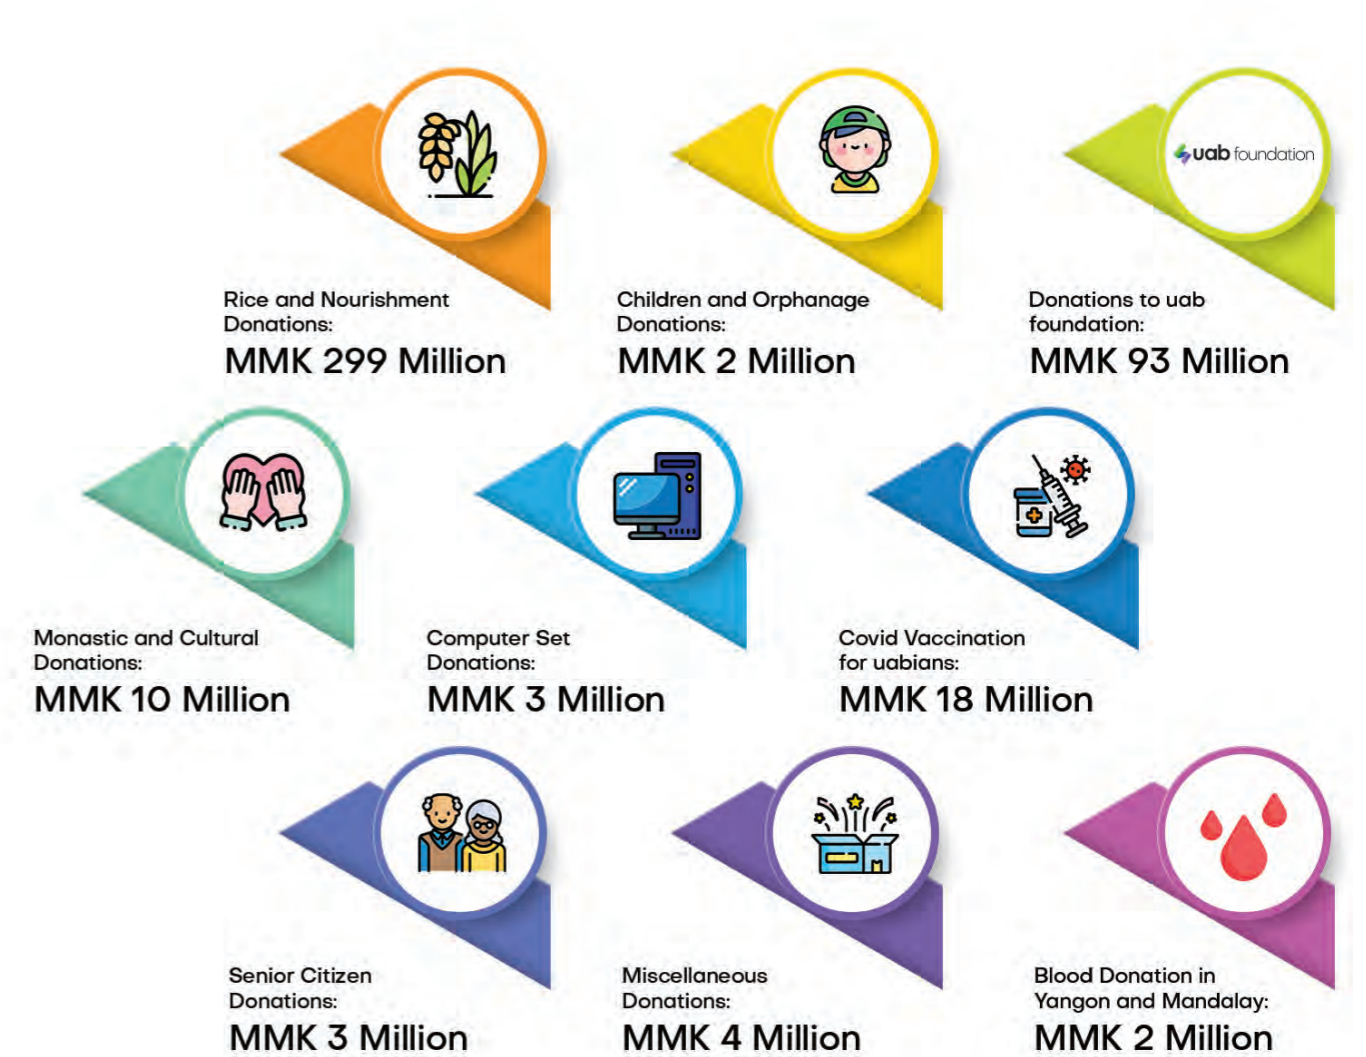 uab foundation
Rice and Nourishment
Donations:
MMK 299 Million
Children and Orphanage
Donations:
MMK 2 Million
Donations to uab
foundation:
MMK 93 Million
Monastic and Cultural
Donations:
MMK 10 Million
Computer Set
Donations:
MMK 3 Million
Covid Vaccination
for uabians:
MMK 18 Million
Senior Citizen
Donations:
MMK 3 Million
Miscellaneous
Donations:
MMK 4 Million
Blood Donation in
Yangon and Mandalay:
MMK 2 Million